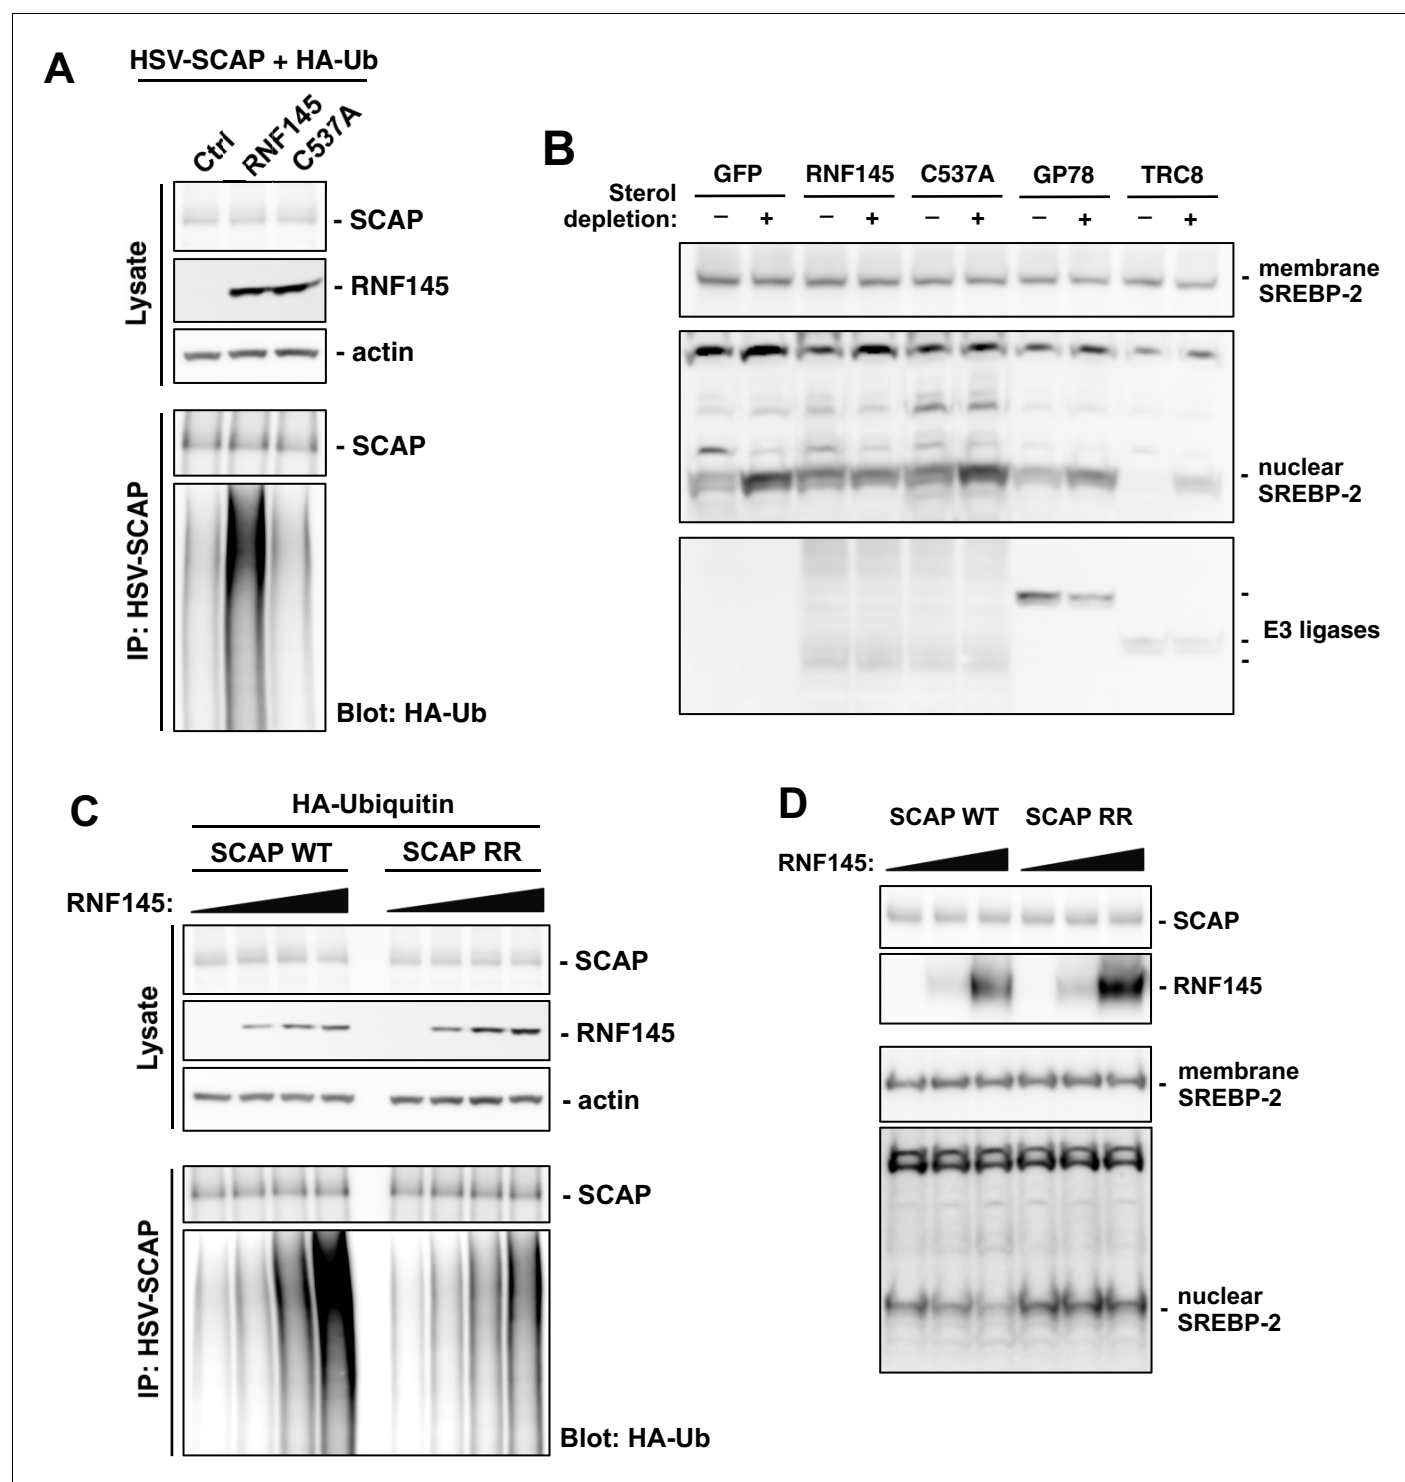 A
HSV-SCAP + HA-Ub
Ctrl RNF145 C537A
Lysate
- SCAP
- RNF145
- actin
IP: HSV-SCAP
- SCAP
Blot: HA-Ub
B
GFP RNF145 C537A GP78 TRC8
Sterol
depletion: – + – + – + – + – +
- membrane
SREBP-2
- nuclear
SREBP-2
-
- E3 ligases
-
C
HA-Ubiquitin
SCAP WT SCAP RR
RNF145:
Lysate
- SCAP
- RNF145
- actin
IP: HSV-SCAP
- SCAP
Blot: HA-Ub
D
SCAP WT SCAP RR
RNF145:
- SCAP
- RNF145
- membrane
SREBP-2
- nuclear
SREBP-2